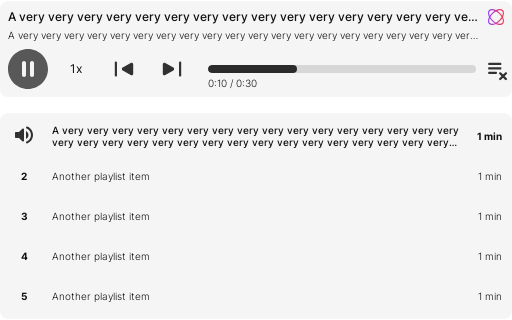 A very very very very very very very very very very very very very very very ve...
A very very very very very very very very very very very very very very very very very very ver...
1x
0:10 / 0:30
A very very very very very very very very very very very very very very very very
very very very very very very very very very very very very very very very very...
1 min
2 Another playlist item 1 min
3 Another playlist item 1 min
4 Another playlist item 1 min
5 Another playlist item 1 min